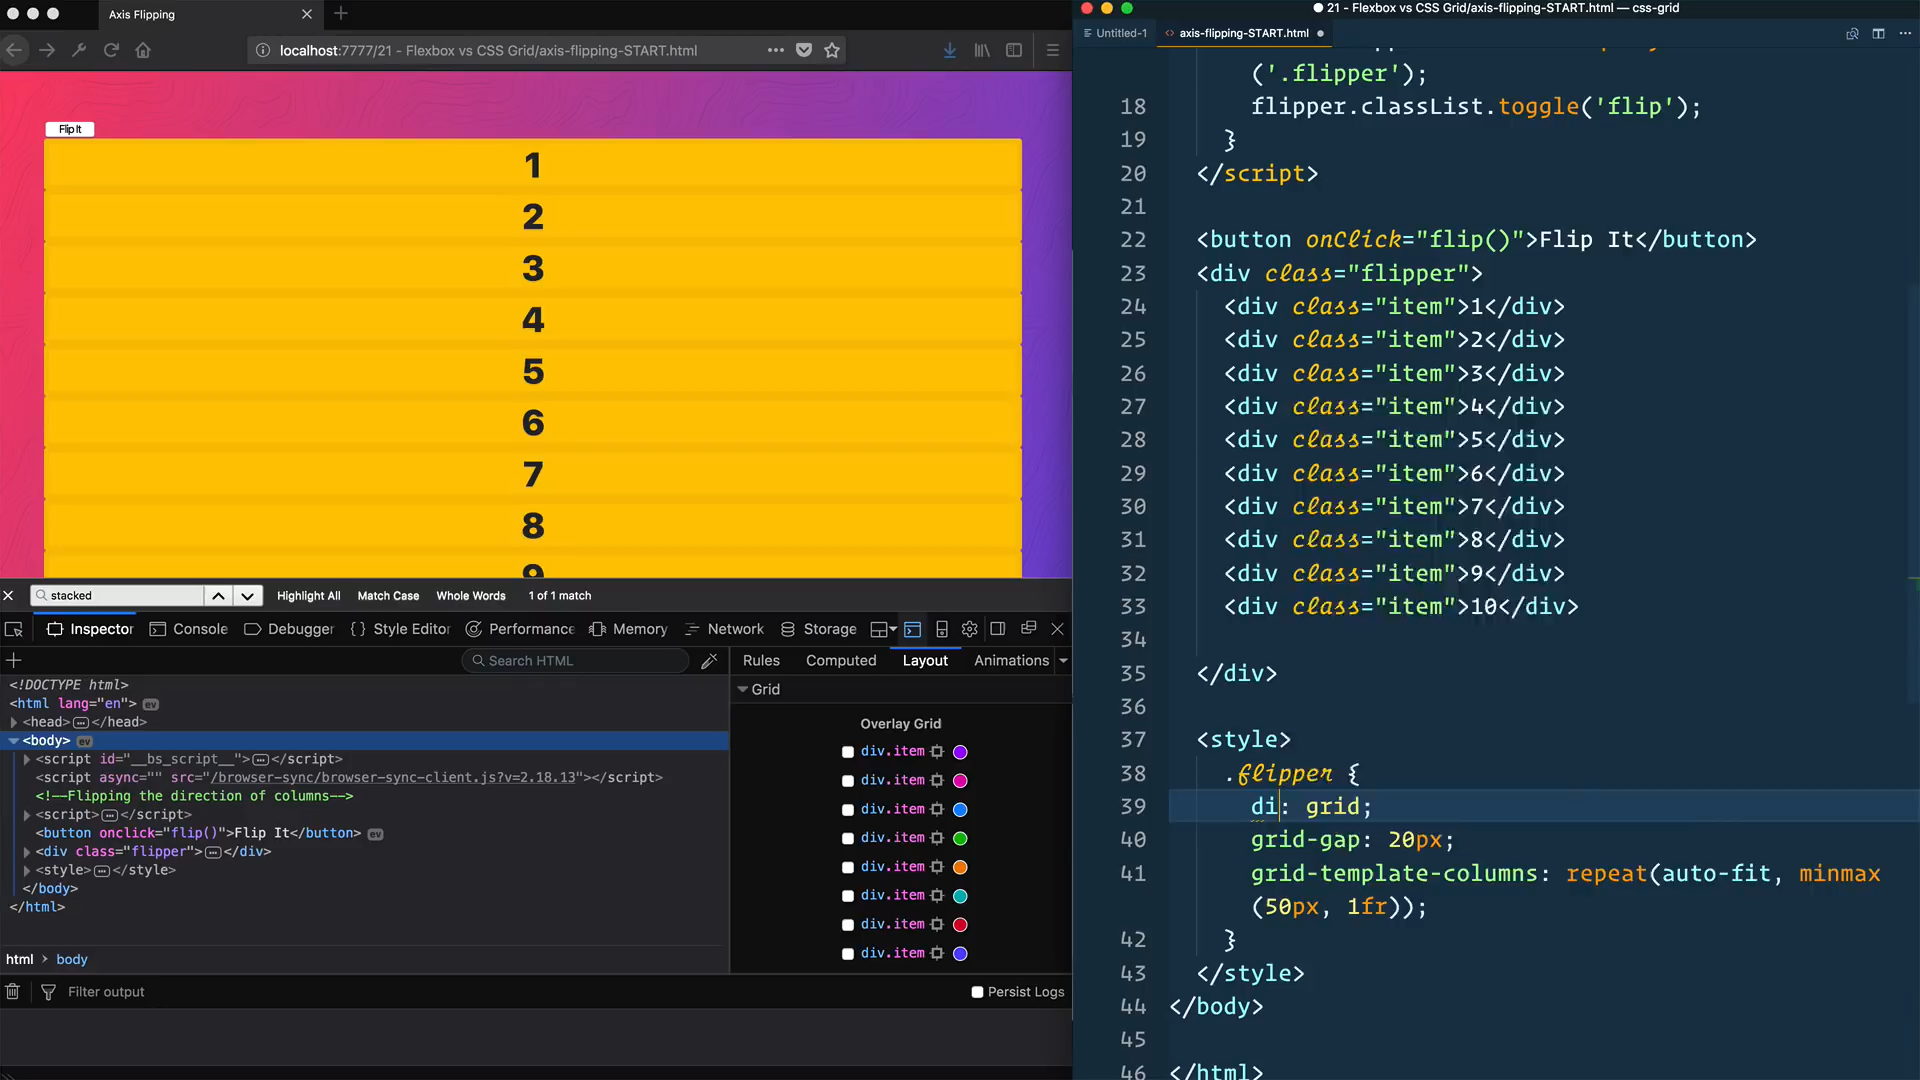 Axis Flipping
localhost:7777/21 - Flexbox vs CSS Grid/axis-flipping-START.html
Flip It
1
2
3
4
5
6
7
8
9
stacked
Highlight All
Match Case
Whole Words
1 of 1 match
Inspector
Console
Debugger
Style Editor
Performance
Memory
Network
Storage
Search HTML
Rules
Computed
Layout
Animations
<!DOCTYPE html>
<html lang="en"> ev
<head></head>
<body> ev
<script id="__bs_script__"></script>
<script async="" src="/browser-sync/browser-sync-client.js?v=2.18.13"></script>
<!--Flipping the direction of columns-->
<script></script>
<button onclick="flip()">Flip It</button> ev
<div class="flipper"></div>
<style></style>
</body>
</html>
Grid
Overlay Grid
div.item
div.item
div.item
div.item
div.item
div.item
div.item
div.item
html > body
Filter output
Persist Logs
21 - Flexbox vs CSS Grid/axis-flipping-START.html — css-grid
Untitled-1
axis-flipping-START.html
('.flipper');
18 flipper.classList.toggle('flip');
19 }
20 </script>
21
22 <button onClick="flip()">Flip It</button>
23 <div class="flipper">
24 <div class="item">1</div>
25 <div class="item">2</div>
26 <div class="item">3</div>
27 <div class="item">4</div>
28 <div class="item">5</div>
29 <div class="item">6</div>
30 <div class="item">7</div>
31 <div class="item">8</div>
32 <div class="item">9</div>
33 <div class="item">10</div>
34
35 </div>
36
37 <style>
38 .flipper {
39 di: grid;
40 grid-gap: 20px;
41 grid-template-columns: repeat(auto-fit, minmax
(50px, 1fr));
42 }
43 </style>
44 </body>
45
46 </html>